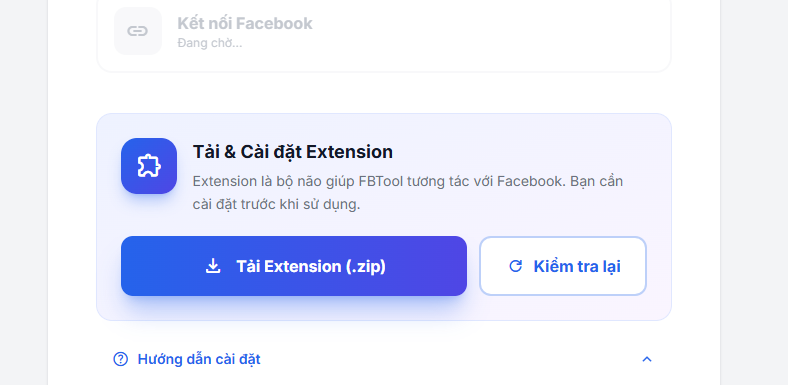 Kết nối Facebook
Đang chờ...
Tải & Cài đặt Extension
Extension là bộ não giúp FBTool tương tác với Facebook. Bạn cần
cài đặt trước khi sử dụng.
Tải Extension (.zip)
Kiểm tra lại
Hướng dẫn cài đặt